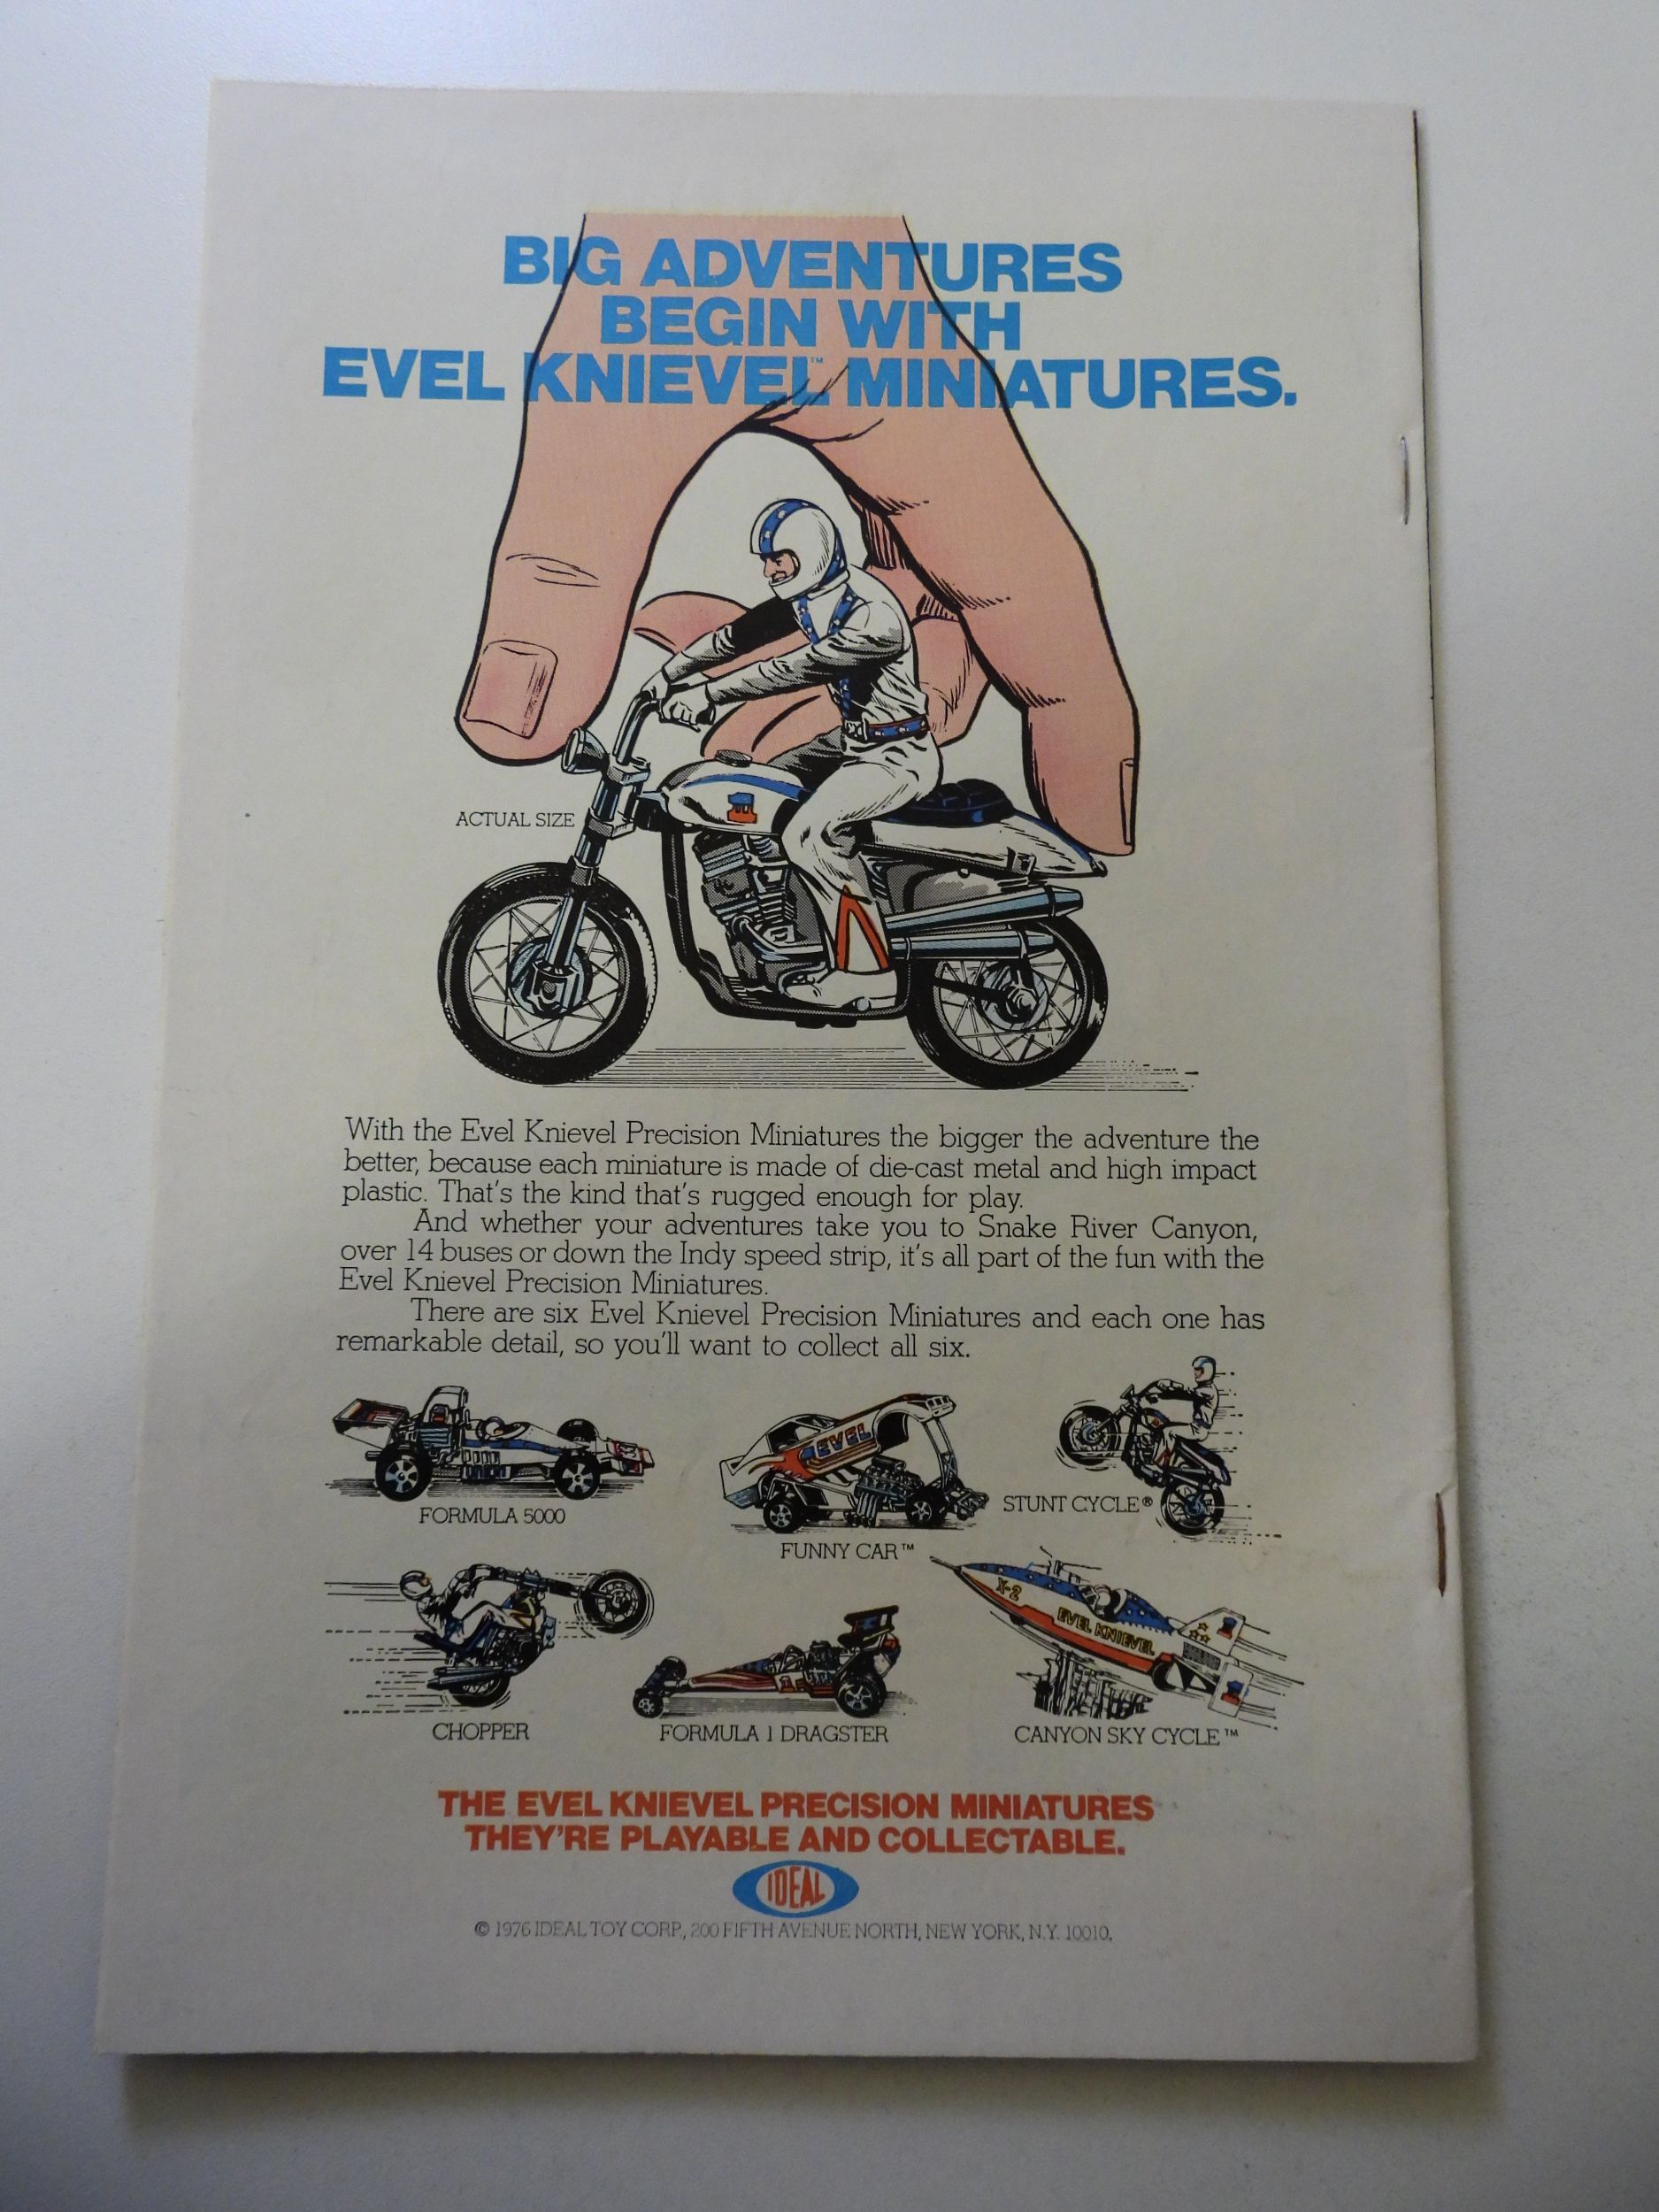 BIG ADVENTURES
BEGIN WITH
EVEL KNIEVEL™ MINIATURES.
ACTUAL SIZE
With the Evel Knievel Precision Miniatures the bigger the adventure the
better, because each miniature is made of die-cast metal and high impact
plastic. That's the kind that's rugged enough for play.
And whether your adventures take you to Snake River Canyon,
over 14 buses or down the Indy speed strip, it's all part of the fun with the
Evel Knievel Precision Miniatures.
There are six Evel Knievel Precision Miniatures and each one has
remarkable detail, so you'll want to collect all six.
EVEL
FORMULA 5000
STUNT CYCLE®
FUNNY CAR™
X-2
EVEL KNIEVEL
CHOPPER
FORMULA 1 DRAGSTER
CANYON SKY CYCLE™
THE EVEL KNIEVEL PRECISION MINIATURES
THEY'RE PLAYABLE AND COLLECTABLE.
IDEAL
© 1976 IDEAL TOY CORP., 200 FIFTH AVENUE NORTH, NEW YORK, N.Y. 10010.